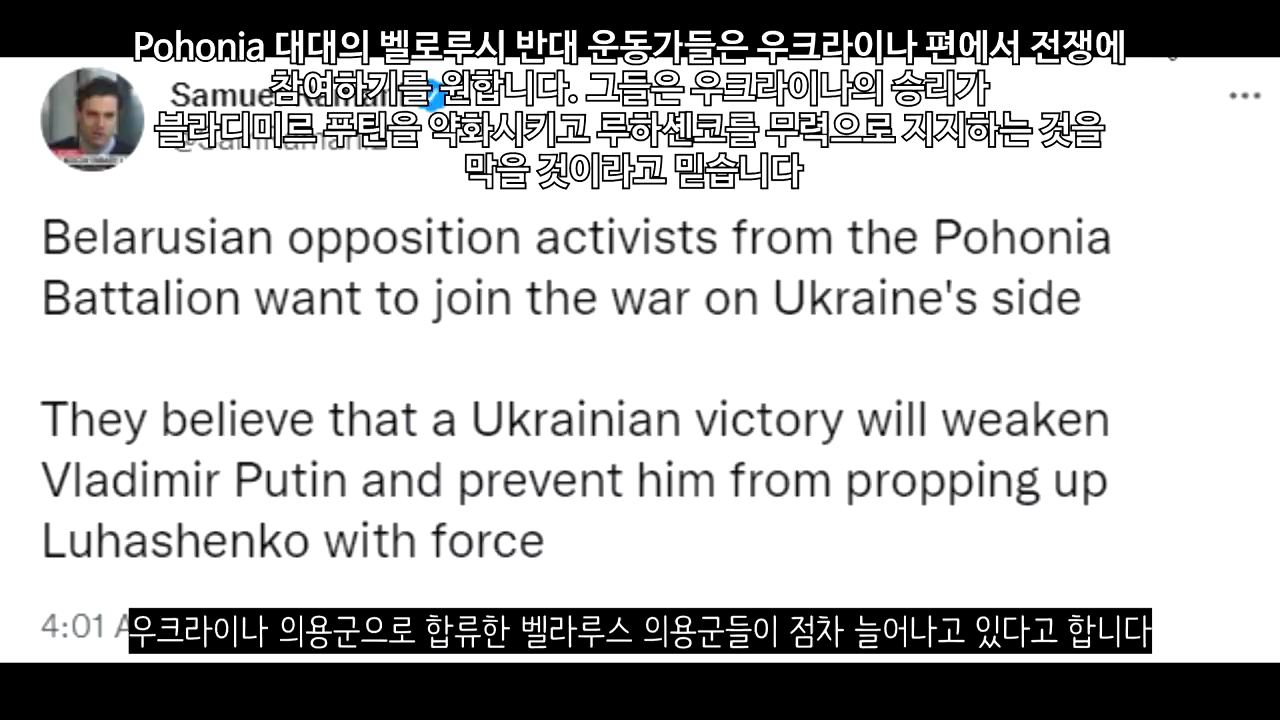 Pohonia 대대의 벨로루시 반대 운동가들은 우크라이나 편에서 전쟁에
참여하기를 원합니다. 그들은 우크라이나의 승리가
블라디미르 푸틴을 약화시키고 루하셴코를 무력으로 지지하는 것을
막을 것이라고 믿습니다
Samuel
Belarusian opposition activists from the Pohonia
Battalion want to join the war on Ukraine's side
They believe that a Ukrainian victory will weaken
Vladimir Putin and prevent him from propping up
Luhashenko with force
4:01
우크라이나 의용군으로 합류한 벨라루스 의용군들이 점차 늘어나고 있다고 합니다